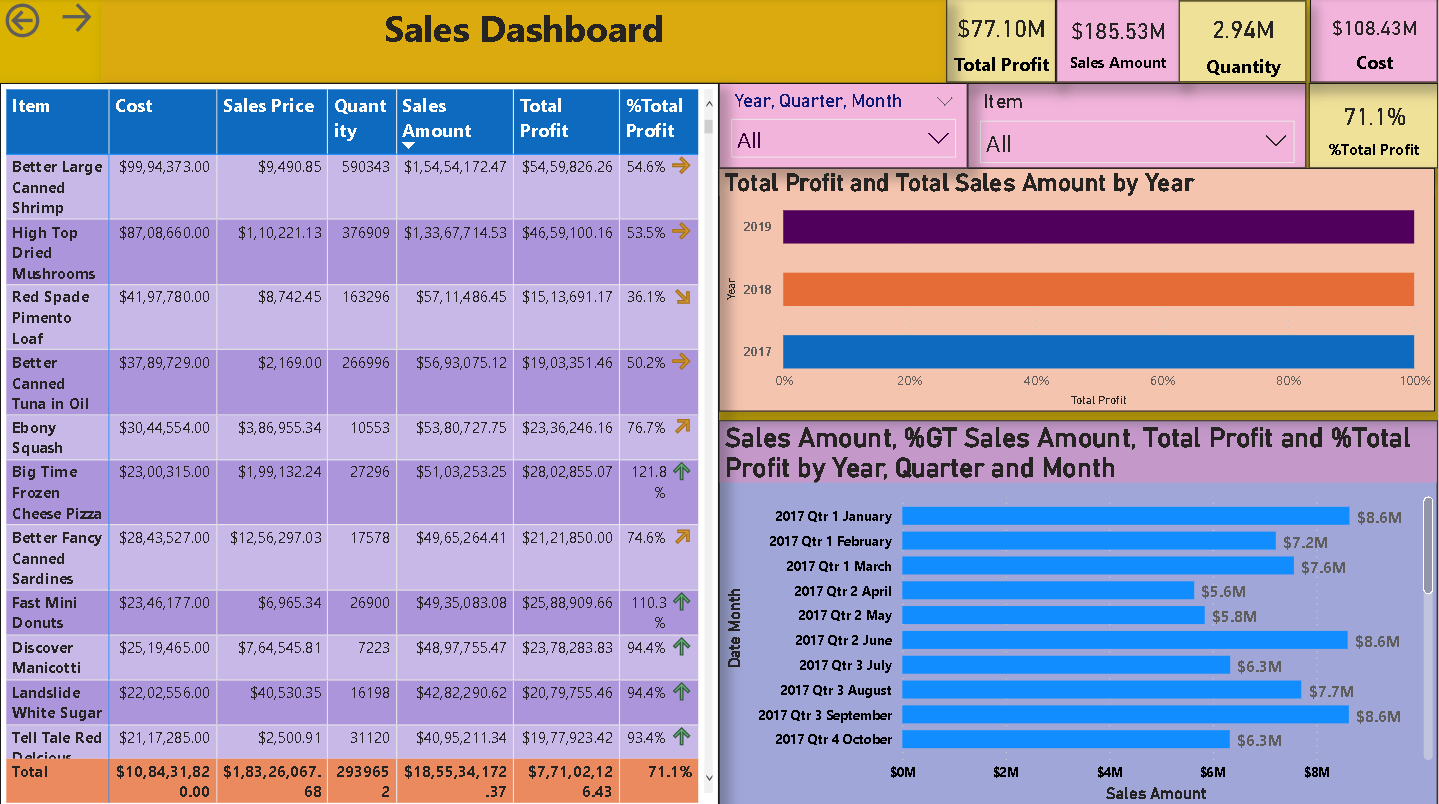 Sales Dashboard
$77.10M
Total Profit
$185.53M
Sales Amount
2.94M
Quantity
$108.43M
Cost
Item Cost Sales Price Quant Sales Total %Total
ity Amount Profit Profit
Better Large $99,94,373.00 $9,490.85 590343 $1,54,54,172.47 $54,59,826.26 54.6%
Canned
Shrimp
High Top $87,08,660.00 $1,10,221.13 376909 $1,33,67,714.53 $46,59,100.16 53.5%
Dried
Mushrooms
Red Spade $41,97,780.00 $8,742.45 163296 $57,11,486.45 $15,13,691.17 36.1%
Pimento
Loaf
Better $37,89,729.00 $2,169.00 266996 $56,93,075.12 $19,03,351.46 50.2%
Canned
Tuna in Oil
Ebony $30,44,554.00 $3,86,955.34 10553 $53,80,727.75 $23,36,246.16 76.7%
Squash
Big Time $23,00,315.00 $1,99,132.24 27296 $51,03,253.25 $28,02,855.07 121.8
Frozen %
Cheese Pizza
Better Fancy $28,43,527.00 $12,56,297.03 17578 $49,65,264.41 $21,21,850.00 74.6%
Canned
Sardines
Fast Mini $23,46,177.00 $6,965.34 26900 $49,35,083.08 $25,88,909.66 110.3
Donuts %
Discover $25,19,465.00 $7,64,545.81 7223 $48,97,755.47 $23,78,283.83 94.4%
Manicotti
Landslide $22,02,556.00 $40,530.35 16198 $42,82,290.62 $20,79,755.46 94.4%
White Sugar
Tell Tale Red $21,17,285.00 $2,500.91 31120 $40,95,211.34 $19,77,923.42 93.4%
Delcious
Total $10,84,31,82 $1,83,26,067. 293965 $18,55,34,172 $7,71,02,12 71.1%
0.00 68 2 .37 6.43
Year, Quarter, Month
All
Item
All
71.1%
%Total Profit
Total Profit and Total Sales Amount by Year
2019
2018
2017
Year
0% 20% 40% 60% 80% 100%
Total Profit
Sales Amount, %GT Sales Amount, Total Profit and %Total
Profit by Year, Quarter and Month
2017 Qtr 1 January $8.6M
2017 Qtr 1 February $7.2M
2017 Qtr 1 March $7.6M
2017 Qtr 2 April $5.6M
2017 Qtr 2 May $5.8M
2017 Qtr 2 June $8.6M
2017 Qtr 3 July $6.3M
2017 Qtr 3 August $7.7M
2017 Qtr 3 September $8.6M
2017 Qtr 4 October $6.3M
Date Month
$0M $2M $4M $6M $8M
Sales Amount